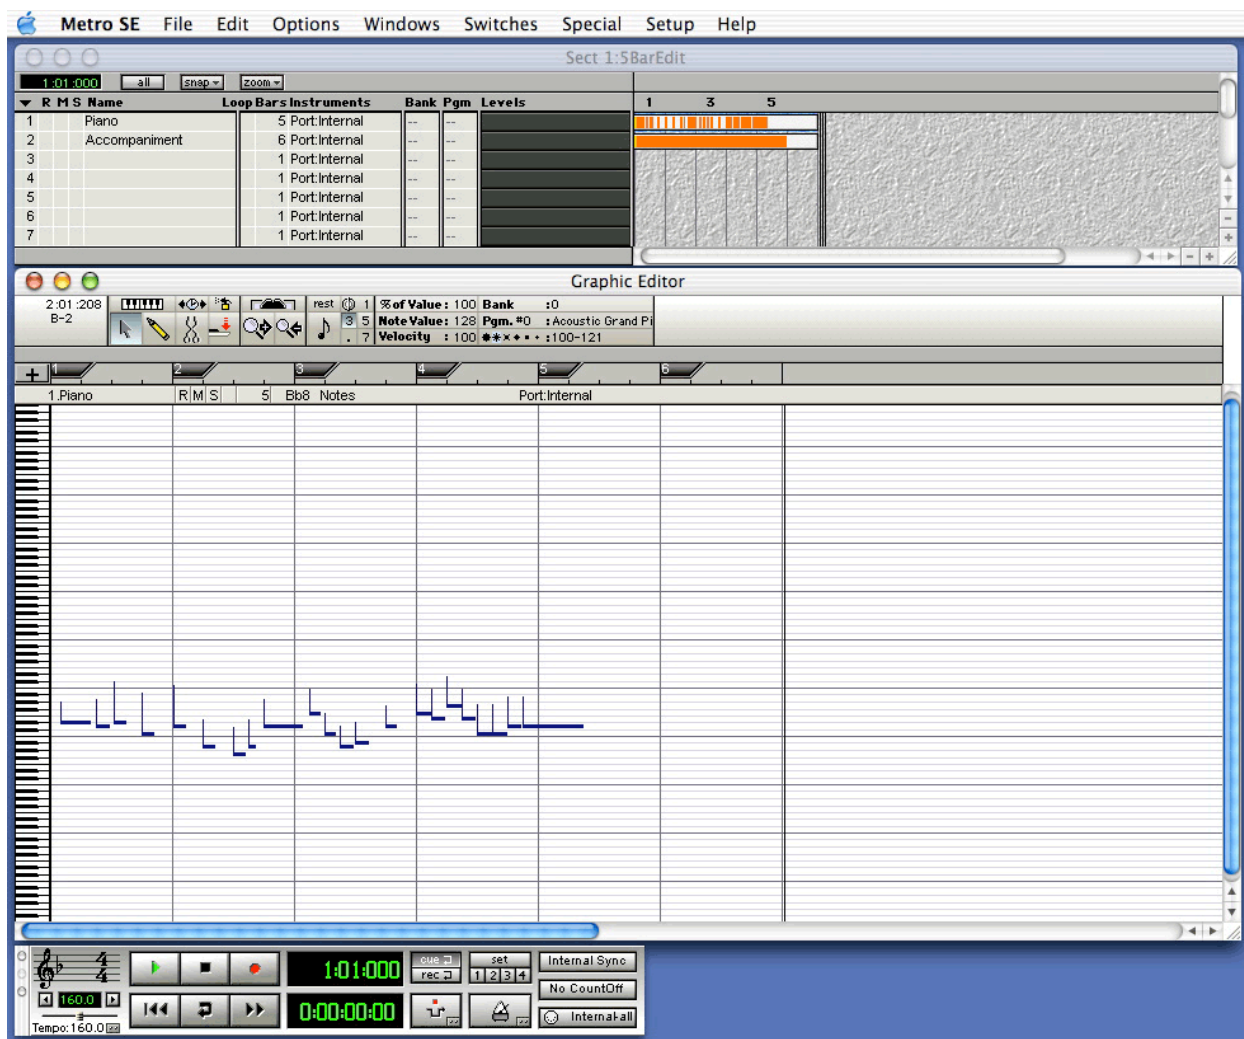 Metro SE File Edit Options Windows Switches Special Setup Help
Sect 1:5BarEdit
1:01:000 all snap zoom
R M S Name Loop Bars Instruments Bank Pgm Levels 1 3 5
1 Piano 5 Port:Internal -- --
2 Accompaniment 6 Port:Internal -- --
3 1 Port:Internal -- --
4 1 Port:Internal -- --
5 1 Port:Internal -- --
6 1 Port:Internal -- --
7 1 Port:Internal -- --
Graphic Editor
2:01:208 rest 1 % of Value: 100 Bank :0
B-2 3 5 Note Value: 128 Pgm. #0 :Acoustic Grand Pi
. 7 Velocity : 100 :100-121
1 2 3 4 5 6
1.Piano R M S 5 Bb8 Notes Port:Internal
4
4
1:01:000 cue rec set 1 2 3 4 Internal Sync
No CountOff
160.0 0:00:00:00 Internal-all
Tempo:160.0